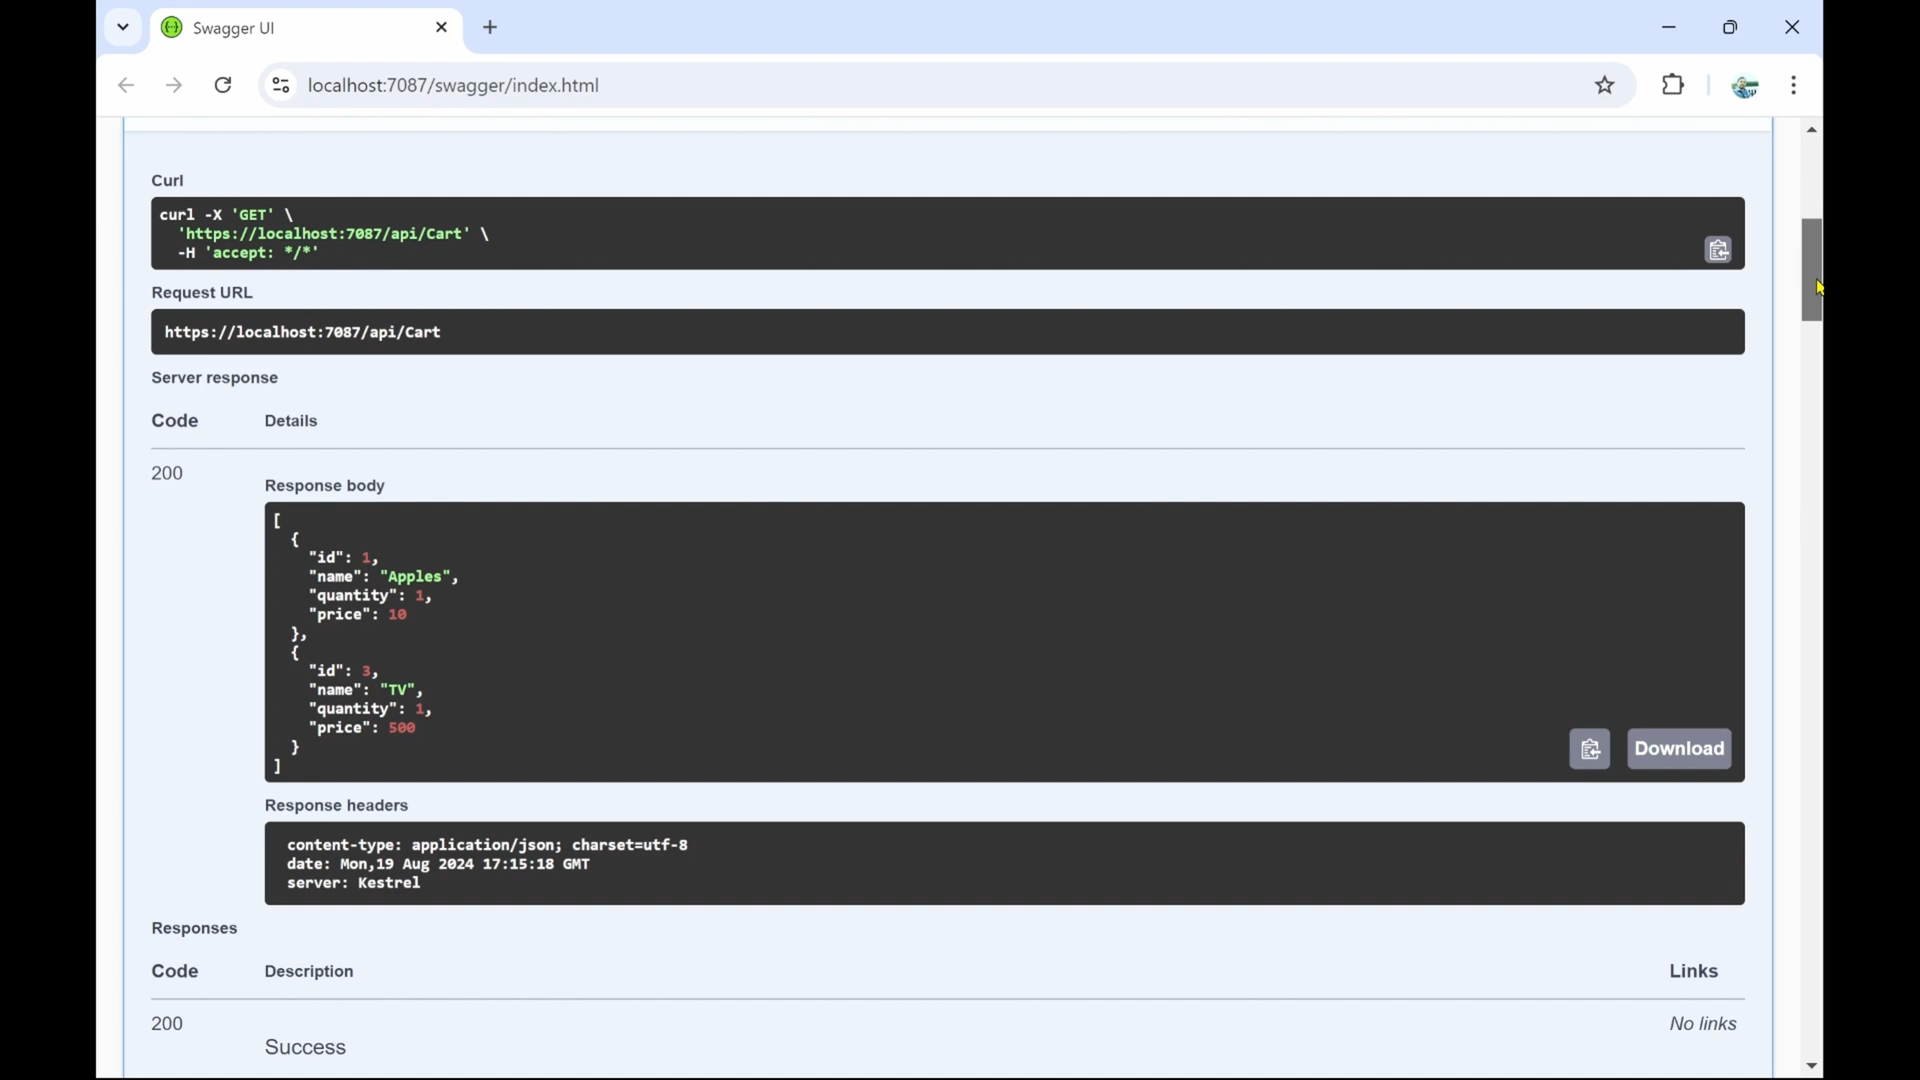 Swagger UI
localhost:7087/swagger/index.html
Curl
curl -X 'GET' \
'https://localhost:7087/api/Cart' \
-H 'accept: */*'
Request URL
https://localhost:7087/api/Cart
Server response
Code Details
200
Response body
[
{
"id": 1,
"name": "Apples",
"quantity": 1,
"price": 10
},
{
"id": 3,
"name": "TV",
"quantity": 1,
"price": 500
}
]
Download
Response headers
content-type: application/json; charset=utf-8
date: Mon,19 Aug 2024 17:15:18 GMT
server: Kestrel
Responses
Code Description Links
200 No links
Success